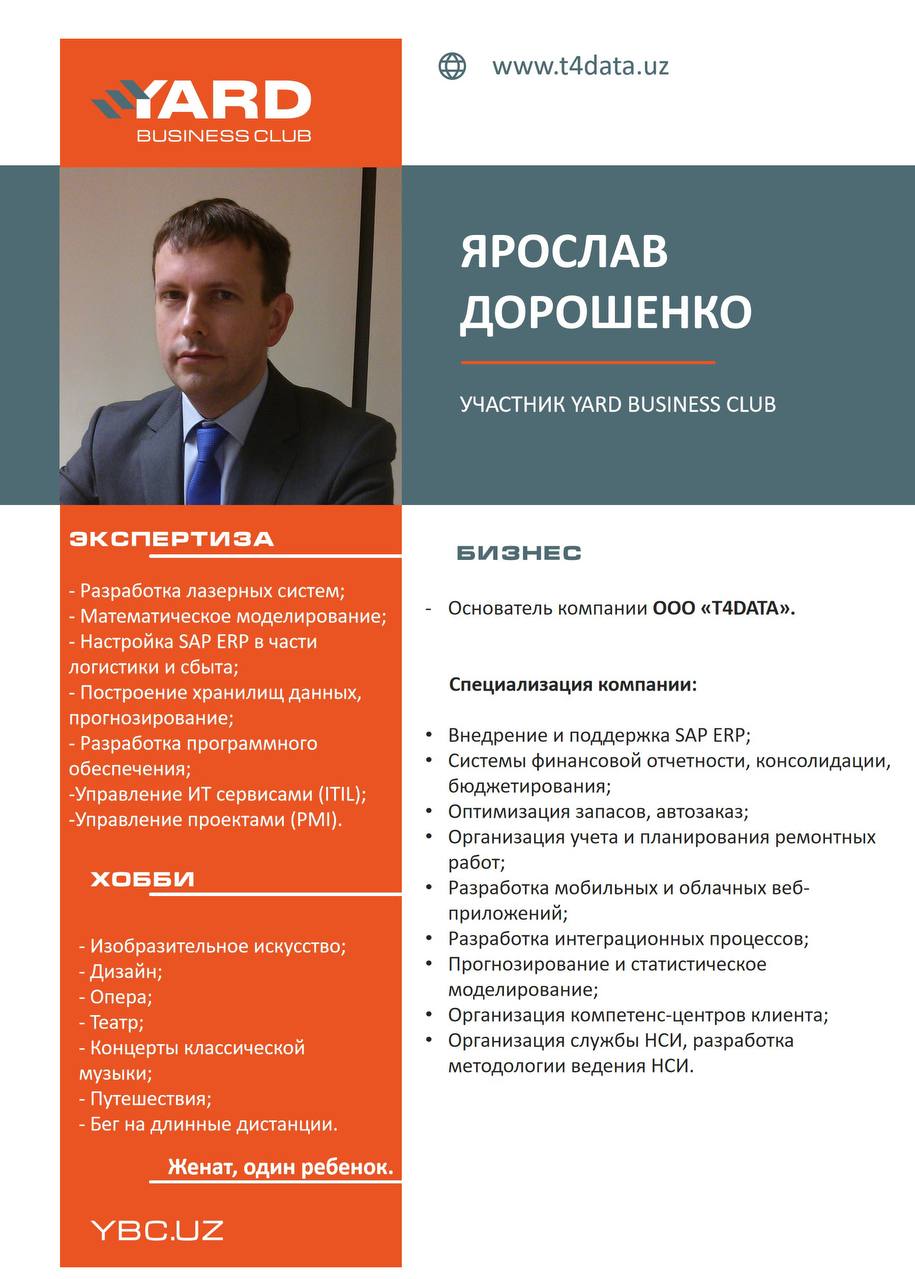 YARD
BUSINESS CLUB
www.t4data.uz
ЯРОСЛАВ
ДОРОШЕНКО
УЧАСТНИК YARD BUSINESS CLUB
ЭКСПЕРТИЗА
- Разработка лазерных систем;
- Математическое моделирование;
- Настройка SAP ERP в части
логистики и сбыта;
- Построение хранилищ данных,
прогнозирование;
- Разработка программного
обеспечения;
-Управление ИТ сервисами (ITIL);
-Управление проектами (PMI).
ХОББИ
- Изобразительное искусство;
- Дизайн;
- Опера;
- Театр;
- Концерты классической
музыки;
- Путешествия;
- Бег на длинные дистанции.
Женат, один ребенок.
YBC.UZ
БИЗНЕС
- Основатель компании ООО «T4DATA».
Специализация компании:
• Внедрение и поддержка SAP ERP;
• Системы финансовой отчетности, консолидации,
бюджетирования;
• Оптимизация запасов, автозаказ;
• Организация учета и планирования ремонтных
работ;
• Разработка мобильных и облачных веб-
приложений;
• Разработка интеграционных процессов;
• Прогнозирование и статистическое
моделирование;
• Организация компетенс-центров клиента;
• Организация службы НСИ, разработка
методологии ведения НСИ.